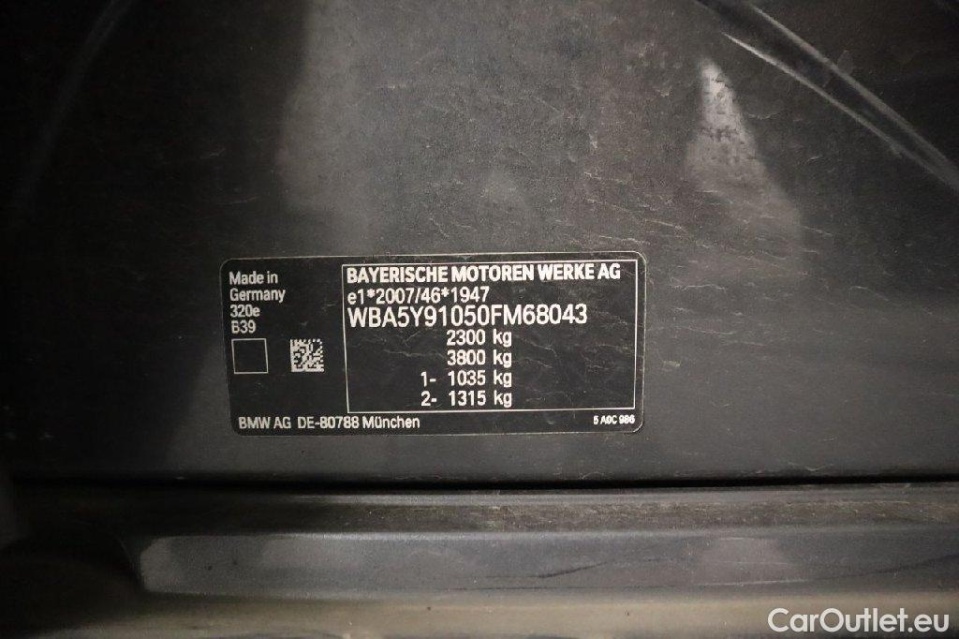 Made in
Germany
320e
B39
BAYERISCHE MOTOREN WERKE AG
e1*2007/46*1947
WBA5Y91050FM68043
2300 kg
3800 kg
1- 1035 kg
2- 1315 kg
BMW AG DE-80788 München
5 A0C 986
CarOutlet.eu